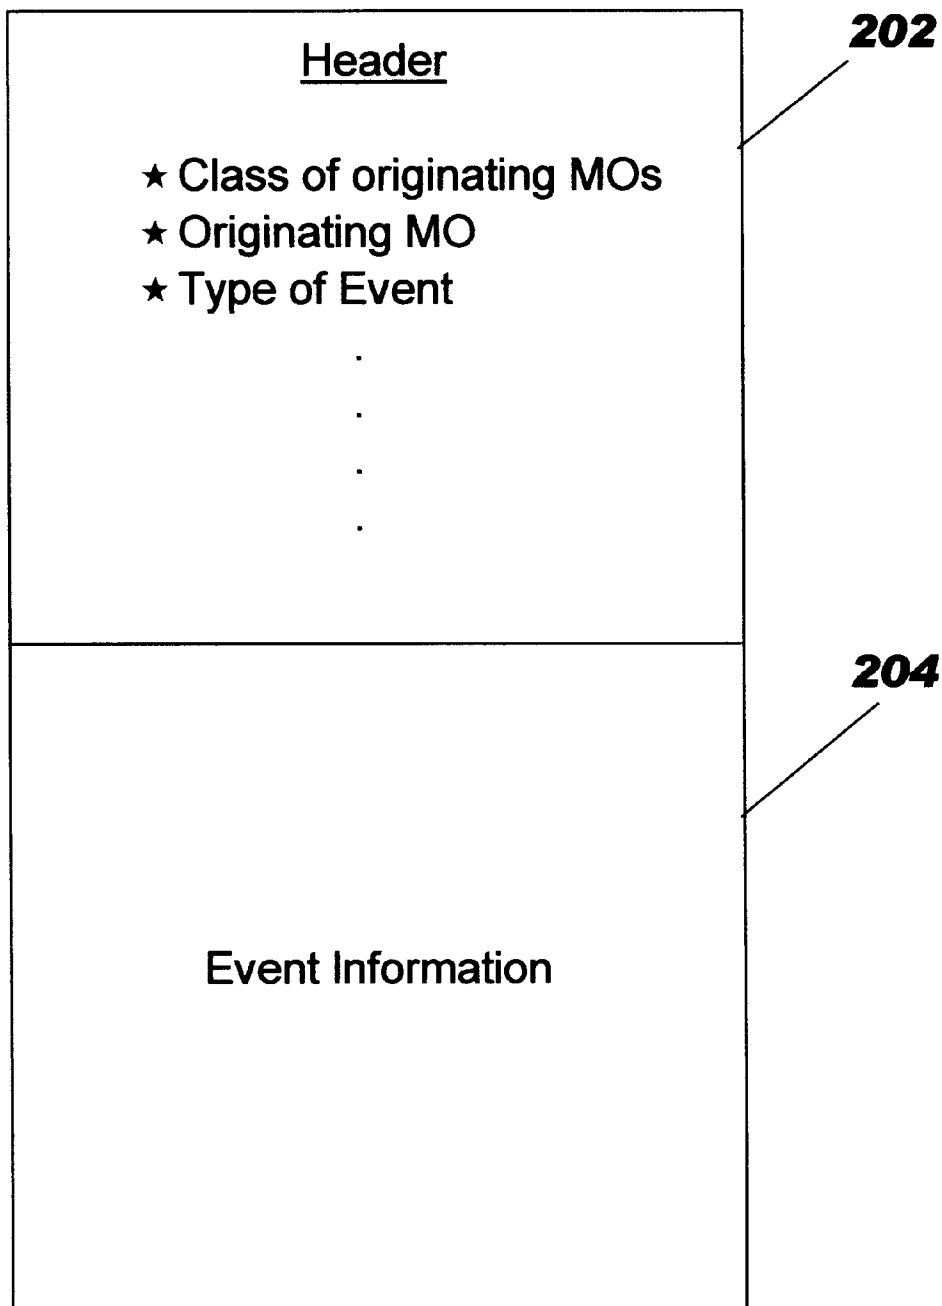 202
Header
★ Class of originating MOs
★ Originating MO
★ Type of Event
.
.
.
.
204
Event Information